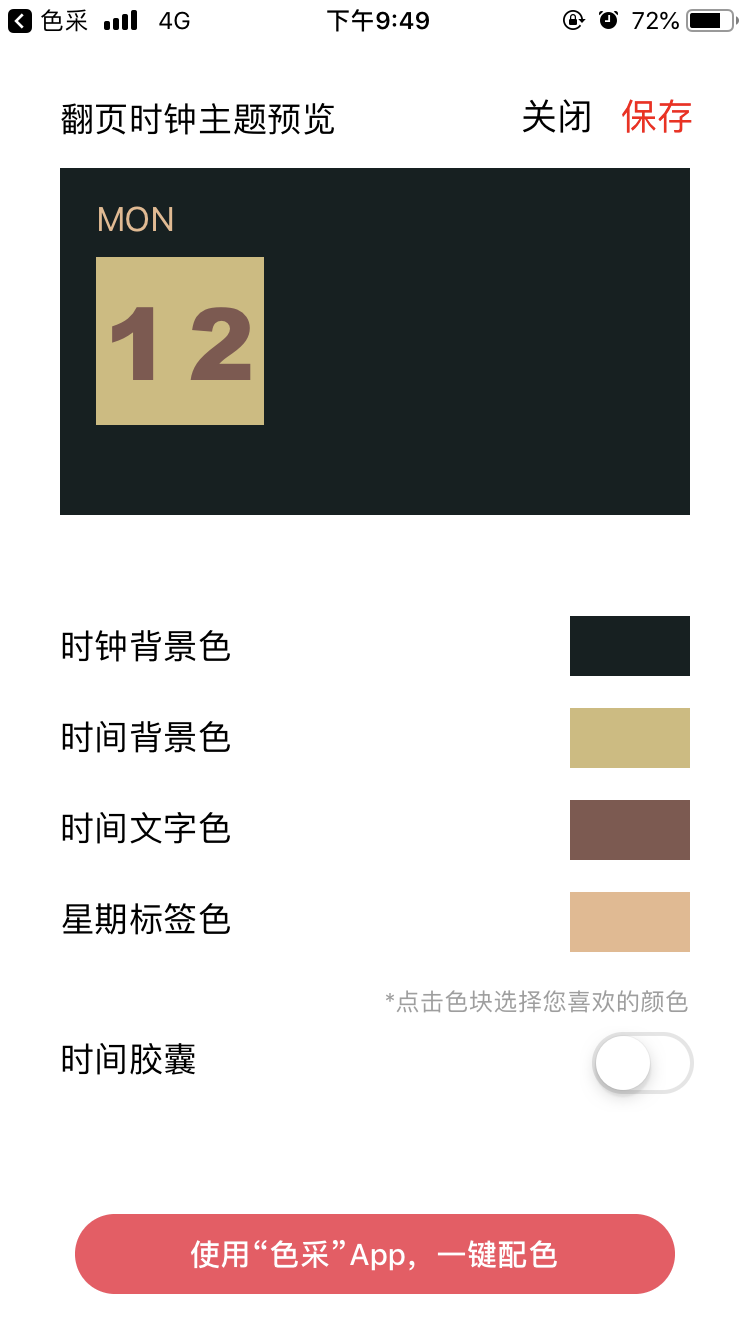 色采 4G 下午9:49 72%
翻页时钟主题预览 关闭 保存
MON
12
时钟背景色
时间背景色
时间文字色
星期标签色
*点击色块选择您喜欢的颜色
时间胶囊
使用“色采”App，一键配色